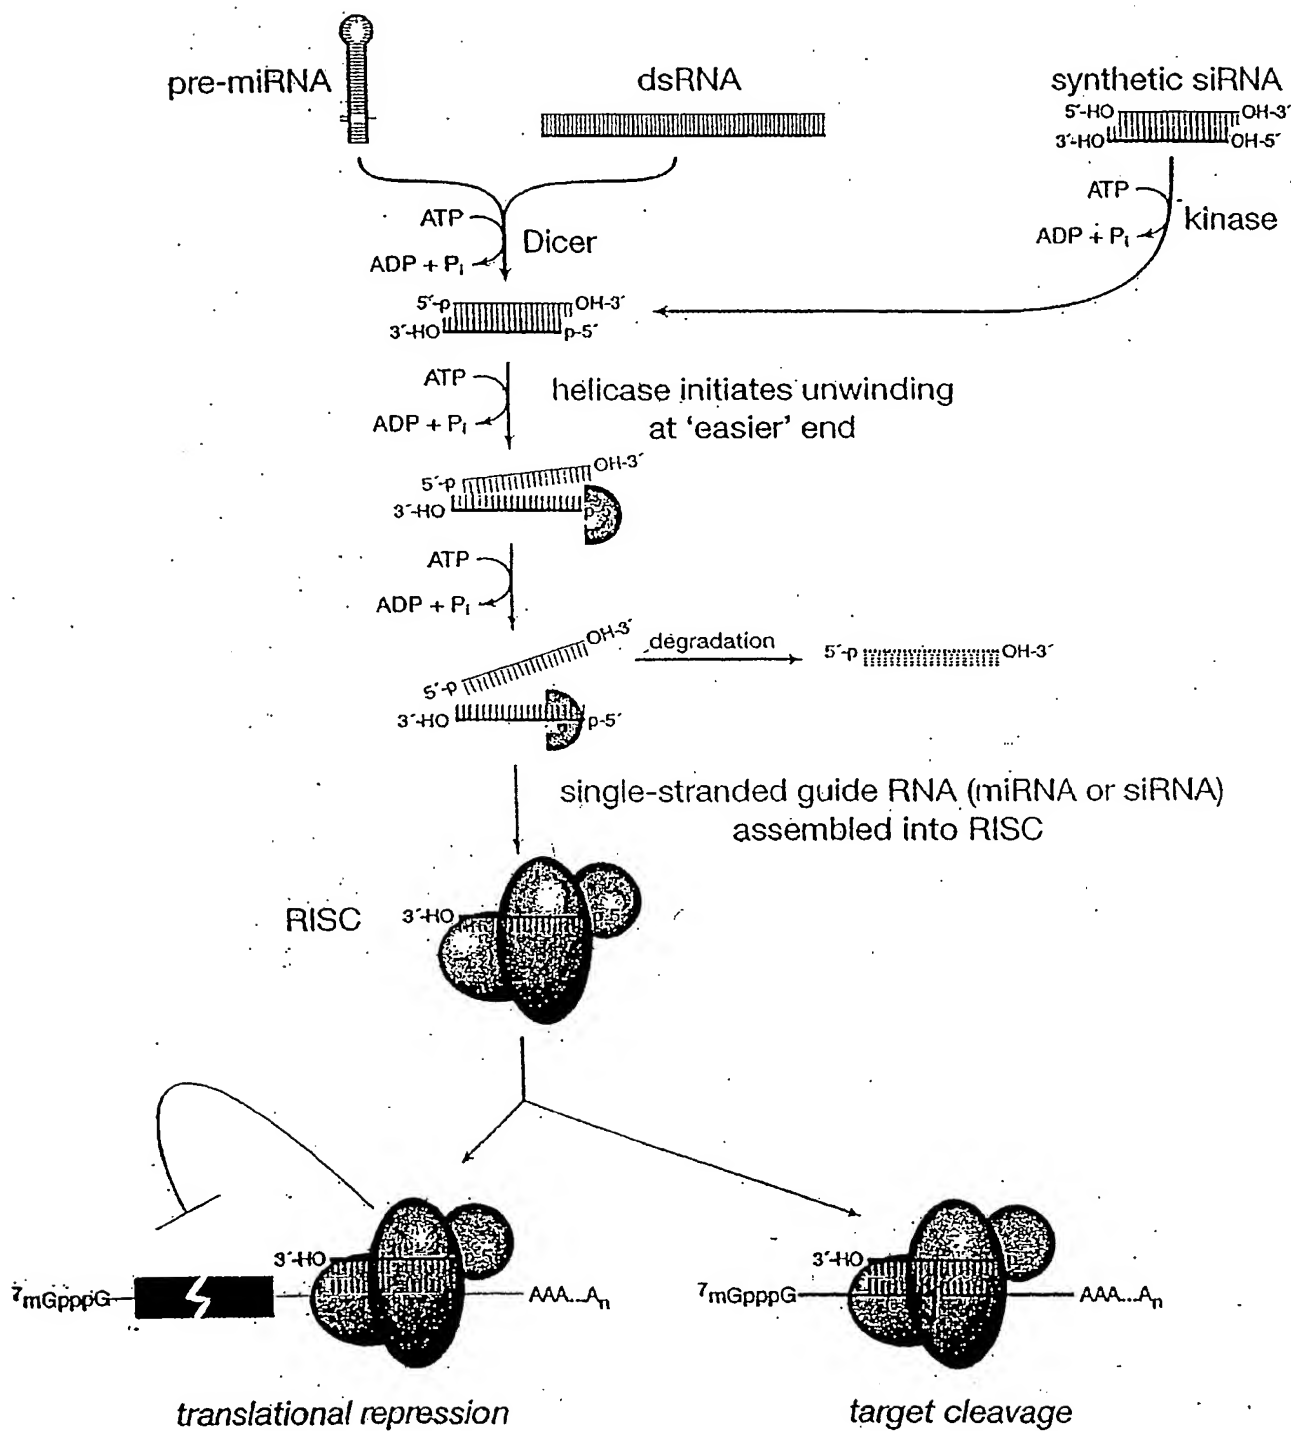 pre-miRNA
dsRNA
synthetic siRNA
5´-HO OH-3´
3´-HO OH-5´
ATP
ADP + Pi
Dicer
ATP
ADP + Pi
kinase
5´-p OH-3´
3´-HO p-5´
ATP
ADP + Pi
helicase initiates unwinding
at ‘easier’ end
5´-p OH-3´
3´-HO
ATP
ADP + Pi
5´-p OH-3´
3´-HO p-5´
degradation
5´-p OH-3´
single-stranded guide RNA (miRNA or siRNA)
assembled into RISC
RISC
3´-HO
3´-HO
7mGpppG AAA...An
3´-HO
7mGpppG AAA...An
translational repression
target cleavage